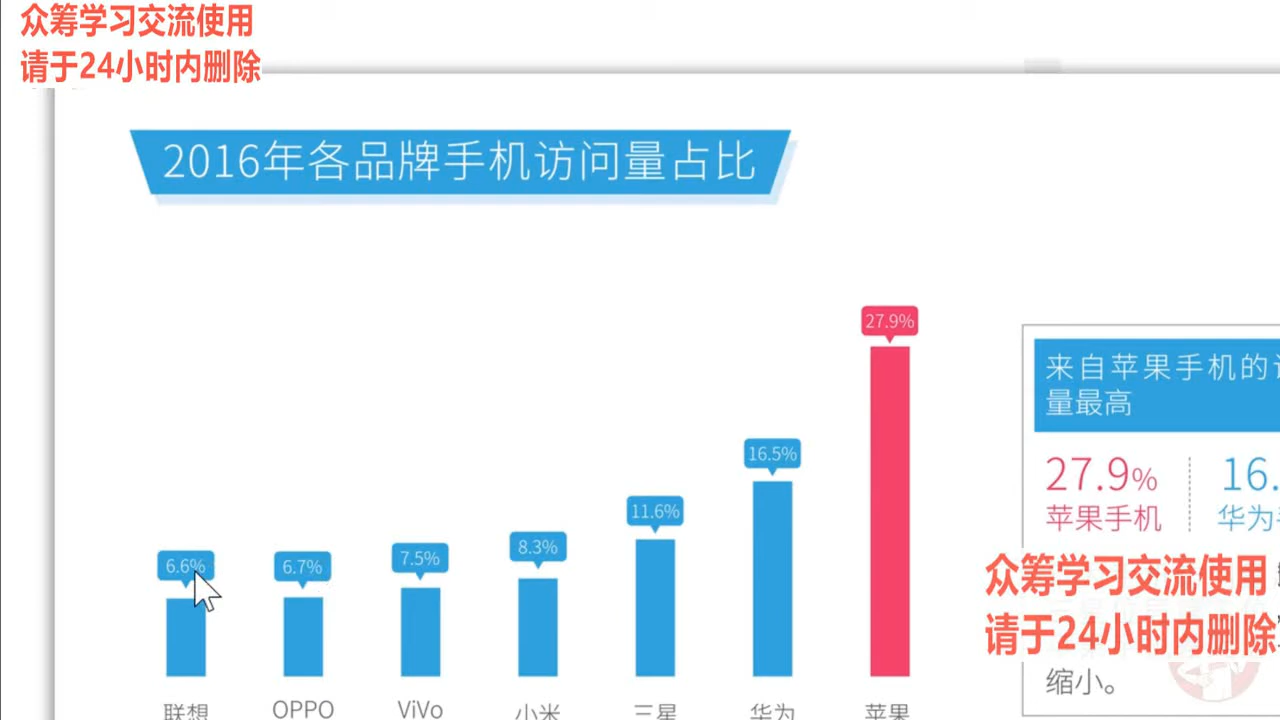 众筹学习交流使用
请于24小时内删除
2016年各品牌手机访问量占比
27.9%
16.5%
11.6%
8.3%
7.5%
6.7%
6.6%
联想
OPPO
ViVo
小米
三星
华为
苹果
来自苹果手机的
量最高
27.9%
苹果手机
16.
华为
众筹学习交流使用
请于24小时内删除
缩小。